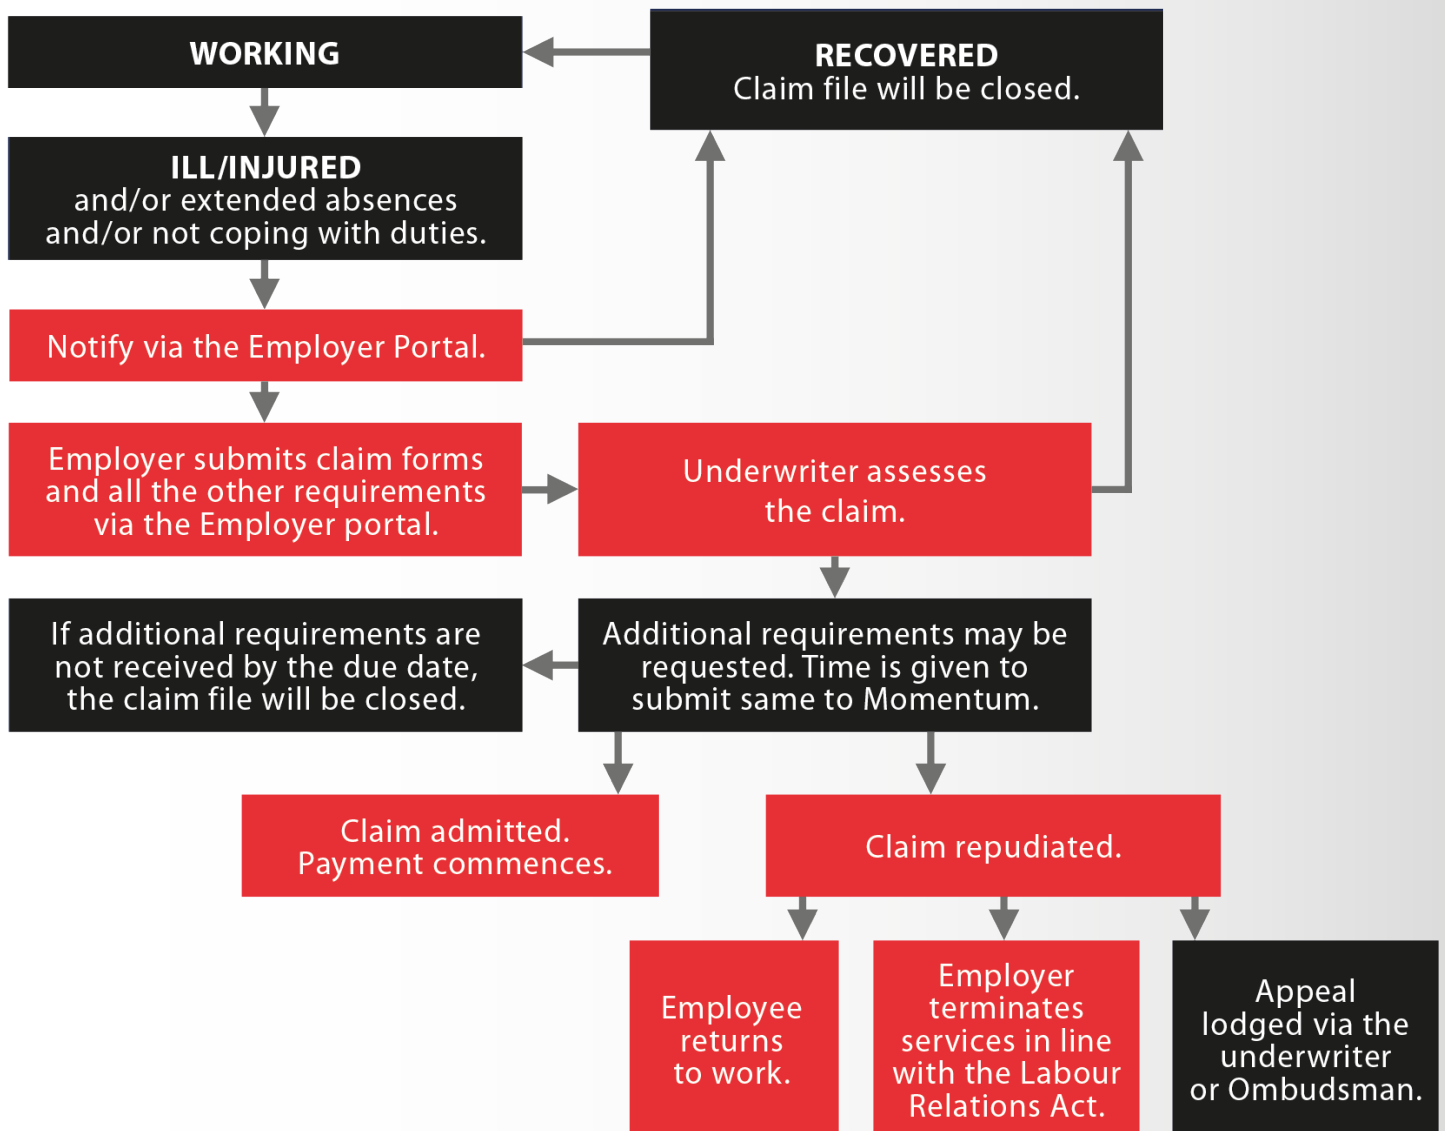 WORKING
RECOVERED
Claim file will be closed.
ILL/INJURED
and/or extended absences
and/or not coping with duties.
Notify via the Employer Portal.
Employer submits claim forms
and all the other requirements
via the Employer portal.
Underwriter assesses
the claim.
If additional requirements are
not received by the due date,
the claim file will be closed.
Additional requirements may be
requested. Time is given to
submit same to Momentum.
Claim admitted.
Payment commences.
Claim repudiated.
Employee
returns
to work.
Employer
terminates
services in line
with the Labour
Relations Act.
Appeal
lodged via the
underwriter
or Ombudsman.